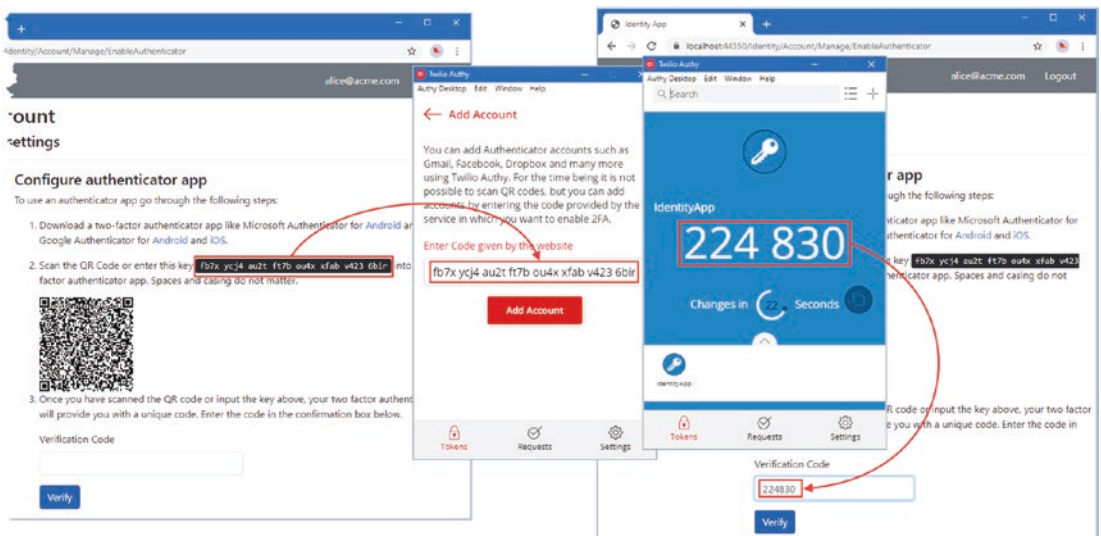 /Identity/Account/Manage/EnableAuthenticator
alice@acme.com
ount
settings
Configure authenticator app
To use an authenticator app go through the following steps:
1. Download a two-factor authenticator app like Microsoft Authenticator for Android an
Google Authenticator for Android and iOS.
2. Scan the QR Code or enter this key fb7x ycj4 au2t ft7b ou4x xfab v423 6bir into
factor authenticator app. Spaces and casing do not matter.
3. Once you have scanned the QR code or input the key above, your two factor authent
will provide you with a unique code. Enter the code in the confirmation box below.
Verification Code
Verify
Twilio Authy
Authy Desktop Edit Window Help
← Add Account
You can add Authenticator accounts such as
Gmail, Facebook, Dropbox and many more
using Twilio Authy. For the time being it is not
possible to scan QR codes, but you can add
accounts by entering the code provided by the
service in which you want to enable 2FA.
Enter Code given by the website
fb7x ycj4 au2t ft7b ou4x xfab v423 6bir
Add Account
Tokens Requests Settings
Identity App
localhost:44350/Identity/Account/Manage/EnableAuthenticator
alice@acme.com Logout
Twilio Authy
Authy Desktop Edit Window Help
Search
IdentityApp
224 830
Changes in 22 Seconds
IdentityApp
Tokens Requests Settings
r app
ugh the following steps:
nticator app like Microsoft Authenticator for
uthenticator for Android and iOS.
s key fb7x ycj4 au2t ft7b ou4x xfab v423
henticator app. Spaces and casing do not
R code or input the key above, your two factor
e you with a unique code. Enter the code in
Verification Code
224830
Verify